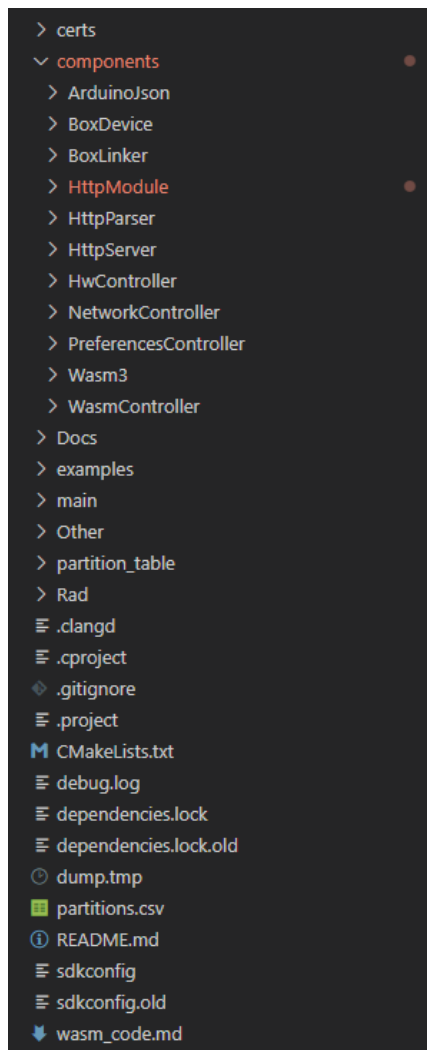 certs
components
ArduinoJson
BoxDevice
BoxLinker
HttpModule
HttpParser
HttpServer
HwController
NetworkController
PreferencesController
Wasm3
WasmController
Docs
examples
main
Other
partition_table
Rad
.clangd
.cproject
.gitignore
.project
CMakeLists.txt
debug.log
dependencies.lock
dependencies.lock.old
dump.tmp
partitions.csv
README.md
sdkconfig
sdkconfig.old
wasm_code.md